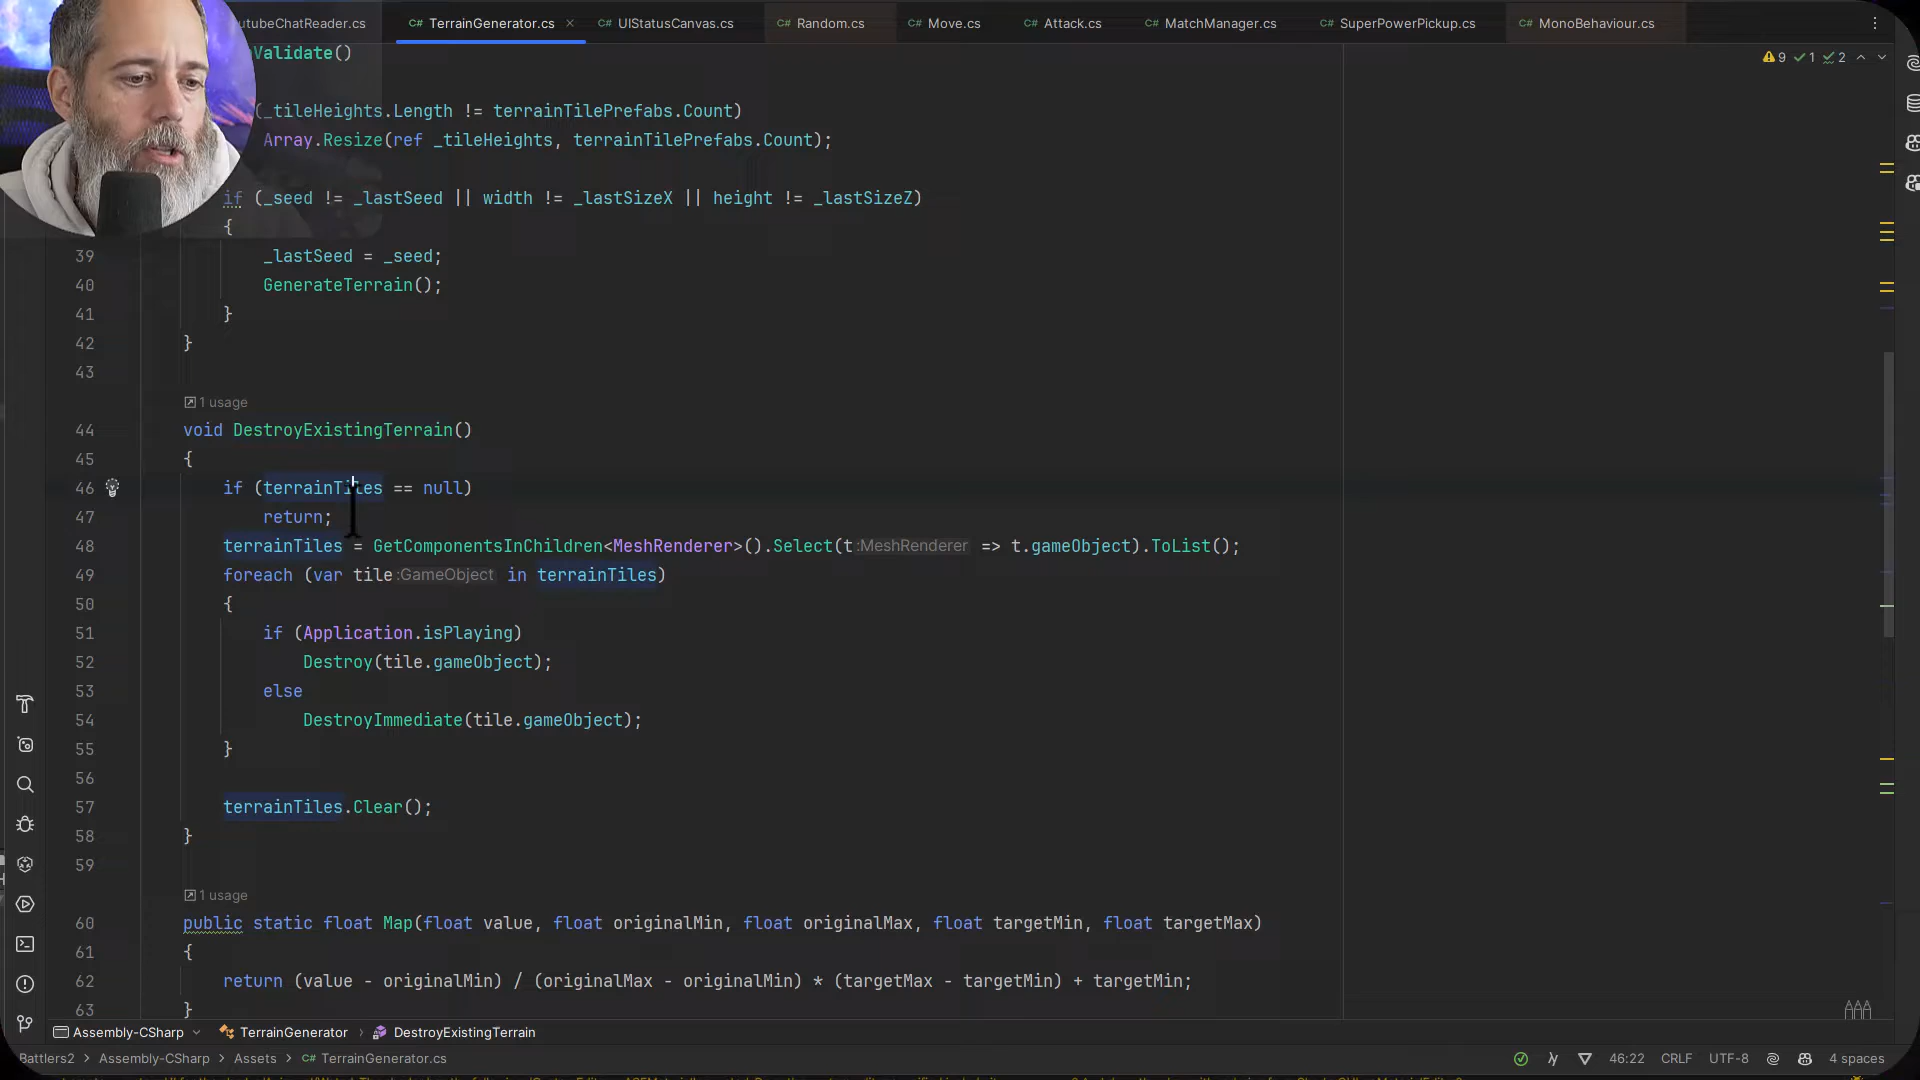 utubeChatReader.cs C# TerrainGenerator.cs × C# UIStatusCanvas.cs C# Random.cs C# Move.cs C# Attack.cs C# MatchManager.cs C# SuperPowerPickup.cs C# MonoBehaviour.cs
Validate()
9 1 2
(_tileHeights.Length != terrainTilePrefabs.Count)
Array.Resize(ref _tileHeights, terrainTilePrefabs.Count);
if (_seed != _lastSeed || width != _lastSizeX || height != _lastSizeZ)
{
39 _lastSeed = _seed;
40 GenerateTerrain();
41 }
42 }
43
1 usage
44 void DestroyExistingTerrain()
45 {
46 if (terrainTiles == null)
47 return;
48 terrainTiles = GetComponentsInChildren<MeshRenderer>().Select(t:MeshRenderer => t.gameObject).ToList();
49 foreach (var tile:GameObject in terrainTiles)
50 {
51 if (Application.isPlaying)
52 Destroy(tile.gameObject);
53 else
54 DestroyImmediate(tile.gameObject);
55 }
56
57 terrainTiles.Clear();
58 }
59
1 usage
60 public static float Map(float value, float originalMin, float originalMax, float targetMin, float targetMax)
61 {
62 return (value - originalMin) / (originalMax - originalMin) * (targetMax - targetMin) + targetMin;
63 }
Assembly-CSharp TerrainGenerator DestroyExistingTerrain
Battlers2 Assembly-CSharp Assets C# TerrainGenerator.cs 46:22 CRLF UTF-8 4 spaces